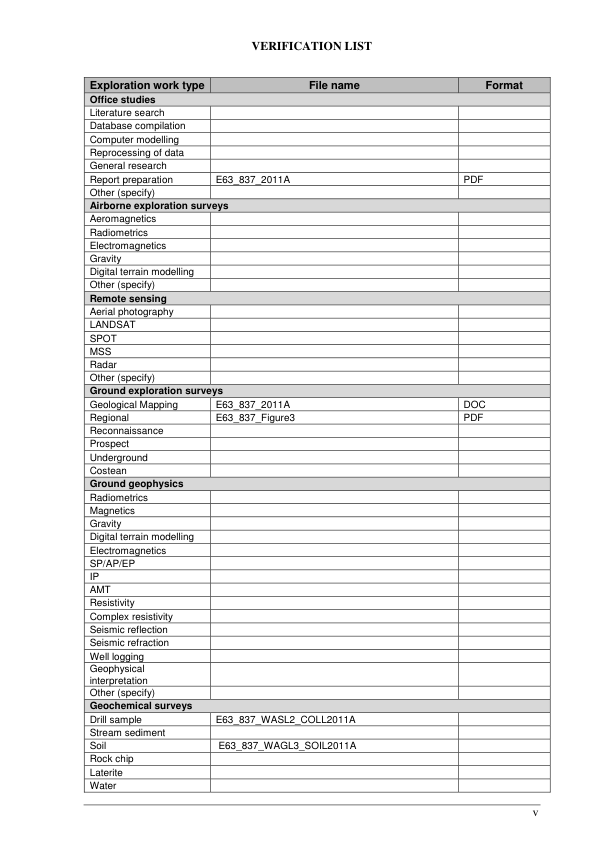 VERIFICATION LIST
Exploration work type File name Format
Office studies
Literature search
Database compilation
Computer modelling
Reprocessing of data
General research
Report preparation E63_837_2011A PDF
Other (specify)
Airborne exploration surveys
Aeromagnetics
Radiometrics
Electromagnetics
Gravity
Digital terrain modelling
Other (specify)
Remote sensing
Aerial photography
LANDSAT
SPOT
MSS
Radar
Other (specify)
Ground exploration surveys
Geological Mapping E63_837_2011A DOC
Regional E63_837_Figure3 PDF
Reconnaissance
Prospect
Underground
Costean
Ground geophysics
Radiometrics
Magnetics
Gravity
Digital terrain modelling
Electromagnetics
SP/AP/EP
IP
AMT
Resistivity
Complex resistivity
Seismic reflection
Seismic refraction
Well logging
Geophysical
interpretation
Other (specify)
Geochemical surveys
Drill sample E63_837_WASL2_COLL2011A
Stream sediment
Soil E63_837_WAGL3_SOIL2011A
Rock chip
Laterite
Water
v